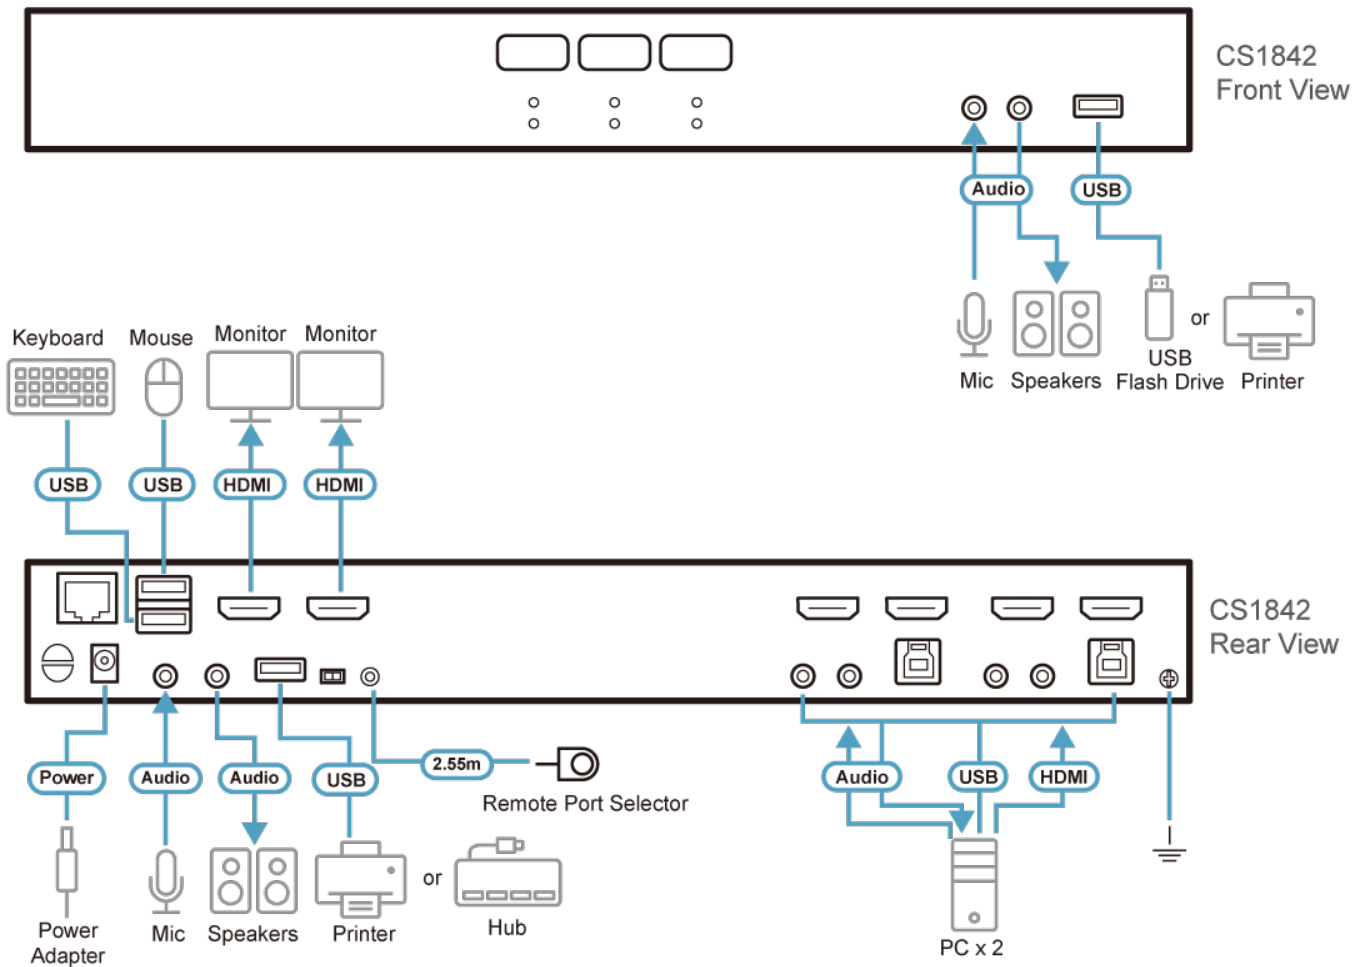 CS1842
Front View
Audio
USB
or
Mic
Speakers
USB
Flash Drive
Printer
Keyboard
Mouse
Monitor
Monitor
USB
USB
HDMI
HDMI
CS1842
Rear View
Power
Audio
Audio
USB
2.55m
Remote Port Selector
Audio
USB
HDMI
or
Power
Adapter
Mic
Speakers
Printer
Hub
PC x 2